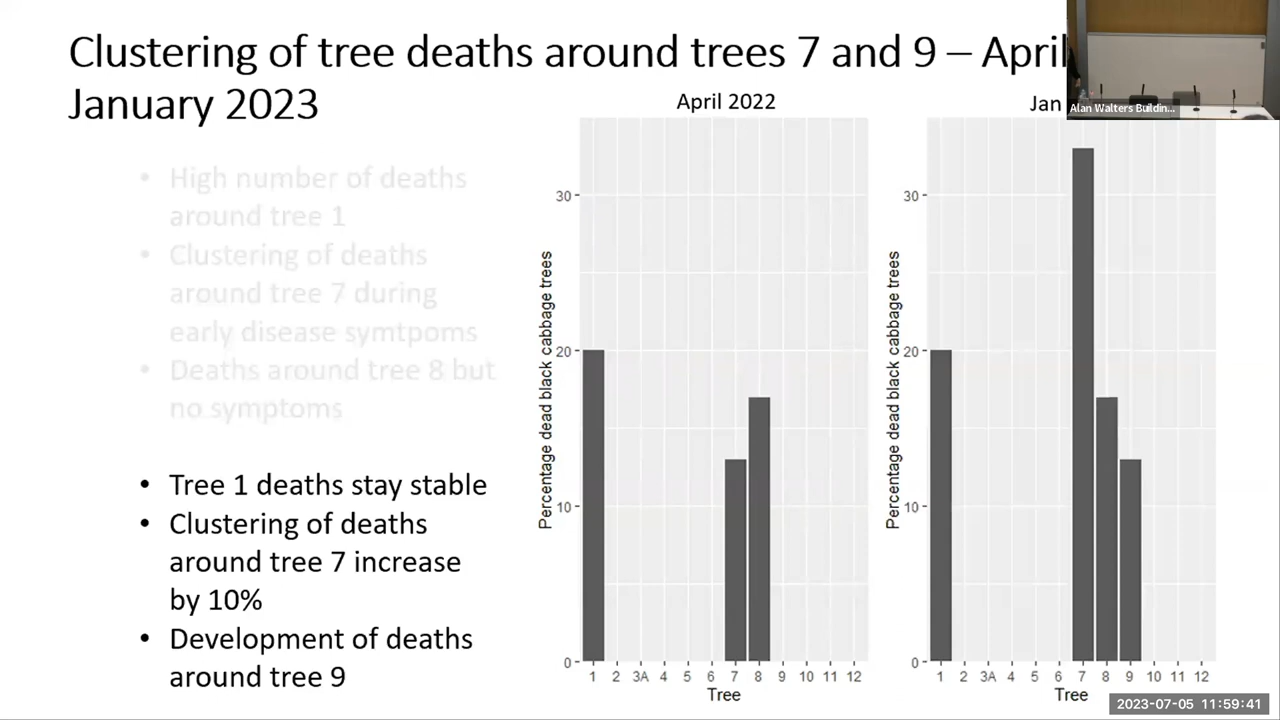 Clustering of tree deaths around trees 7 and 9 – April
January 2023
• High number of deaths
around tree 1
• Clustering of deaths
around tree 7 during
early disease symtpoms
• Deaths around tree 8 but
no symptoms
• Tree 1 deaths stay stable
• Clustering of deaths
around tree 7 increase
by 10%
• Development of deaths
around tree 9
April 2022
Percentage dead black cabbage trees
30
20
10
0
1 2 3A 4 5 6 7 8 9 10 11 12
Tree
Jan
Percentage dead black cabbage trees
30
20
10
0
1 2 3A 4 5 6 7 8 9 10 11 12
Tree
Alan Walters Buildin...
2023-07-05 11:59:41